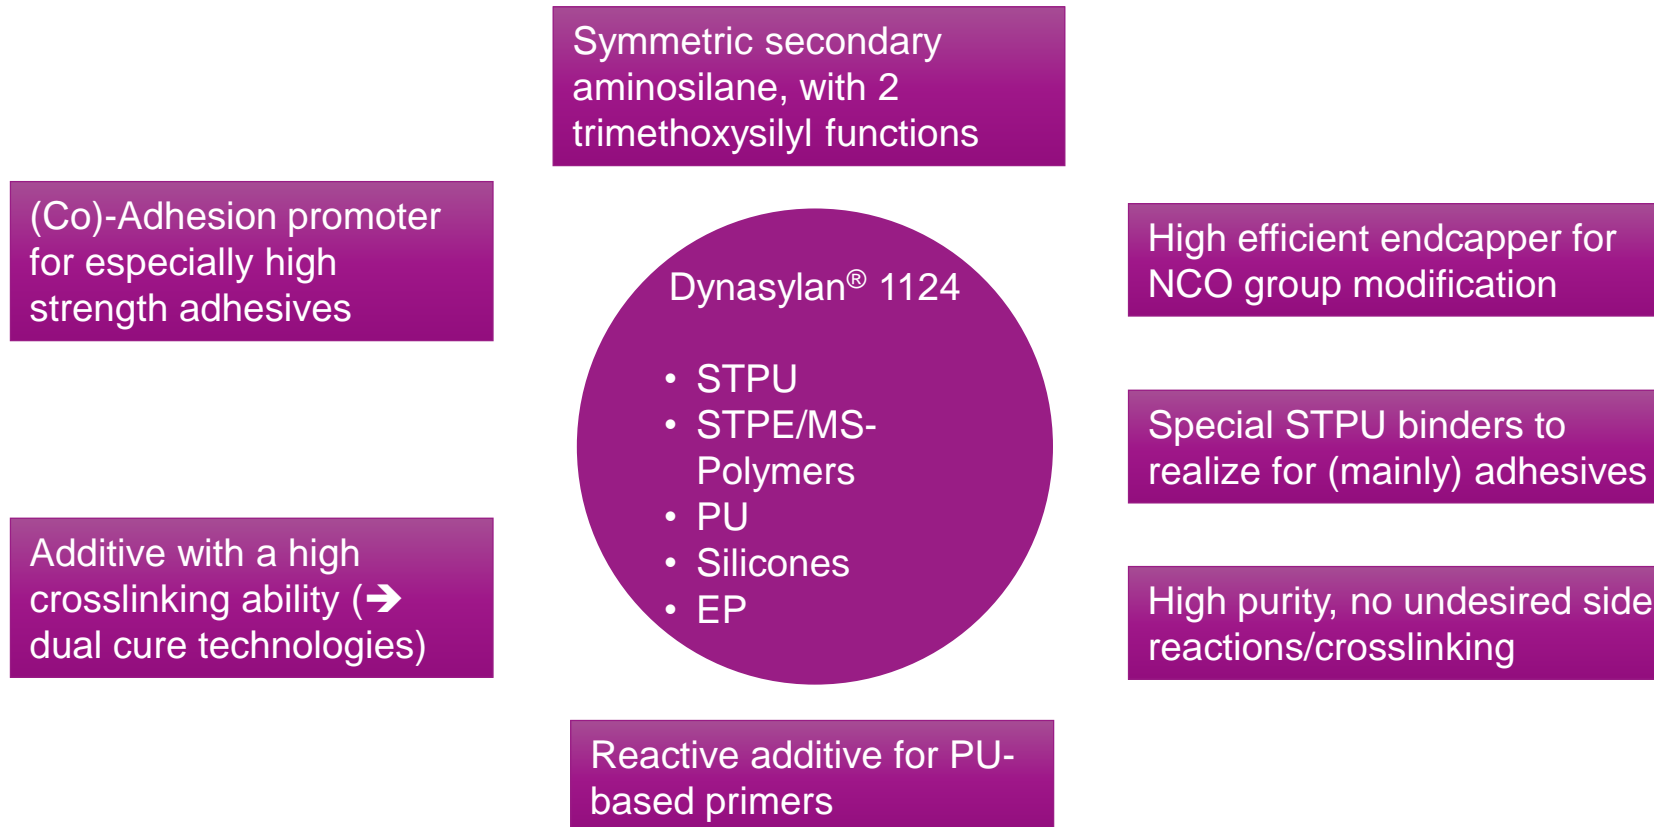 Symmetric secondary
aminosilane, with 2
trimethoxysilyl functions
(Co)-Adhesion promoter
for especially high
strength adhesives
High efficient endcapper for
NCO group modification
Dynasylan® 1124
• STPU
• STPE/MS-
Polymers
• PU
• Silicones
• EP
Special STPU binders to
realize for (mainly) adhesives
Additive with a high
crosslinking ability (➔
dual cure technologies)
High purity, no undesired side
reactions/crosslinking
Reactive additive for PU-
based primers